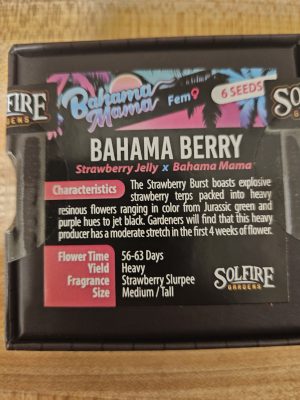 Bahama
Mama
Fem♀
6 SEEDS
SOLFIRE
GARDENS
SOLFIRE
GARDENS
BAHAMA BERRY
Strawberry Jelly x Bahama Mama
Characteristics
The Strawberry Burst boasts explosive
strawberry terps packed into heavy
resinous flowers ranging in color from Jurassic green and
purple hues to jet black. Gardeners will find that this heavy
producer has a moderate stretch in the first 4 weeks of flower.
Flower Time 56-63 Days
Yield Heavy
Fragrance Strawberry Slurpee
Size Medium / Tall
SOLFIRE
GARDENS